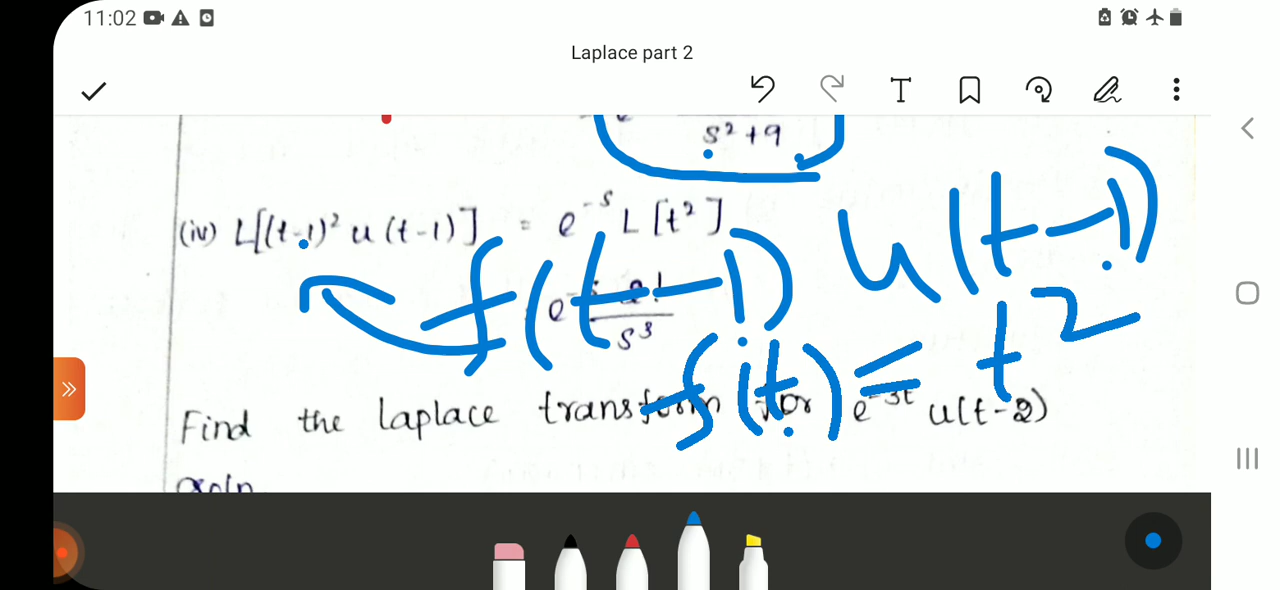 11:02
Laplace part 2
s² + 9
(iv) L[(t-1)² u (t-1)] = e^-s L [t²]
f(t-1) u(t-1)
s³
f(t) = t²
Find the laplace transform for e^-3t u(t-2)
soln